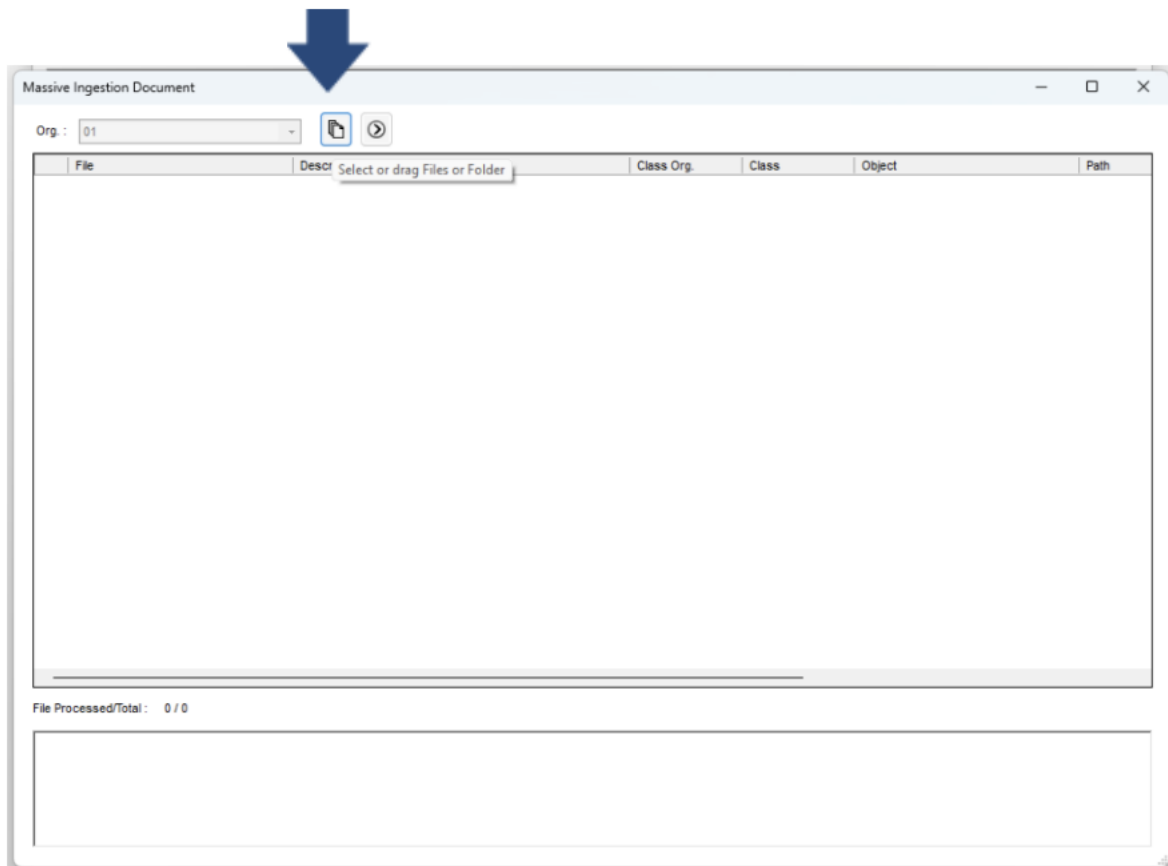 Massive Ingestion Document
Org. : 01
File Descr Class Org. Class Object Path
Select or drag Files or Folder
File Processed/Total : 0 / 0